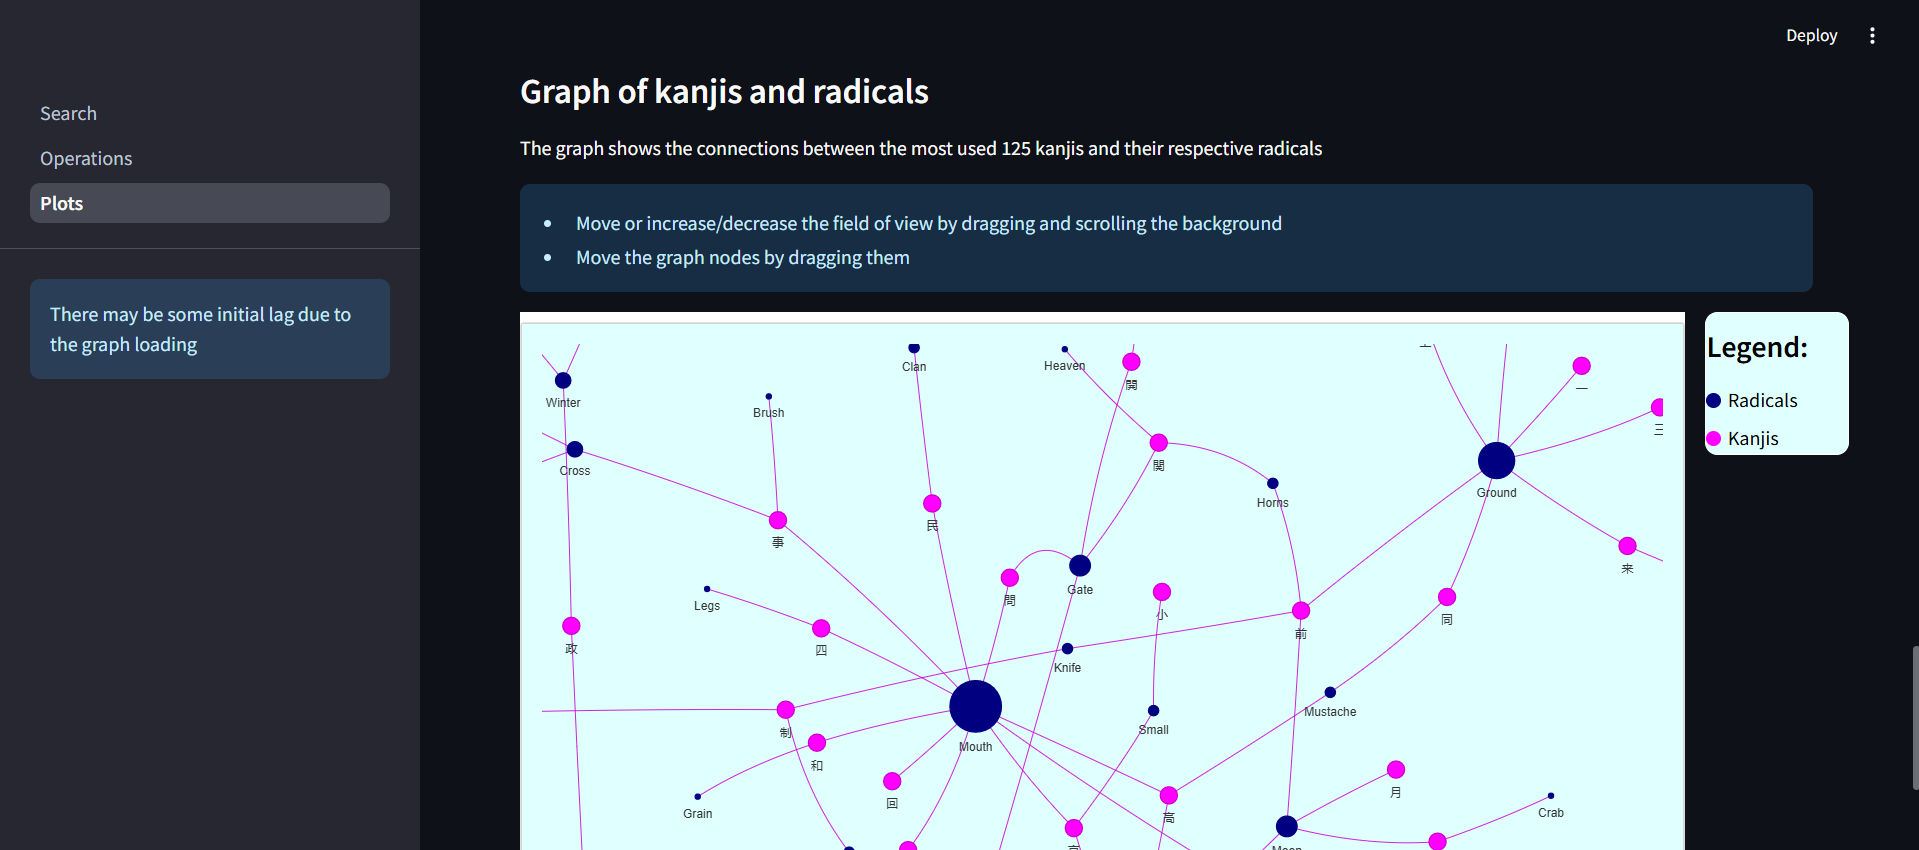 Deploy
Search
Operations
Plots
There may be some initial lag due to
the graph loading
Graph of kanjis and radicals
The graph shows the connections between the most used 125 kanjis and their respective radicals
Move or increase/decrease the field of view by dragging and scrolling the background
Move the graph nodes by dragging them
Legend:
Radicals
Kanjis
Clan
Heaven
開
一
Winter
Brush
三
Cross
関
Ground
Horns
民
事
来
Gate
Legs
間
小
同
前
政
四
Knife
Mustache
制
Mouth
Small
和
月
回
Grain
高
Crab